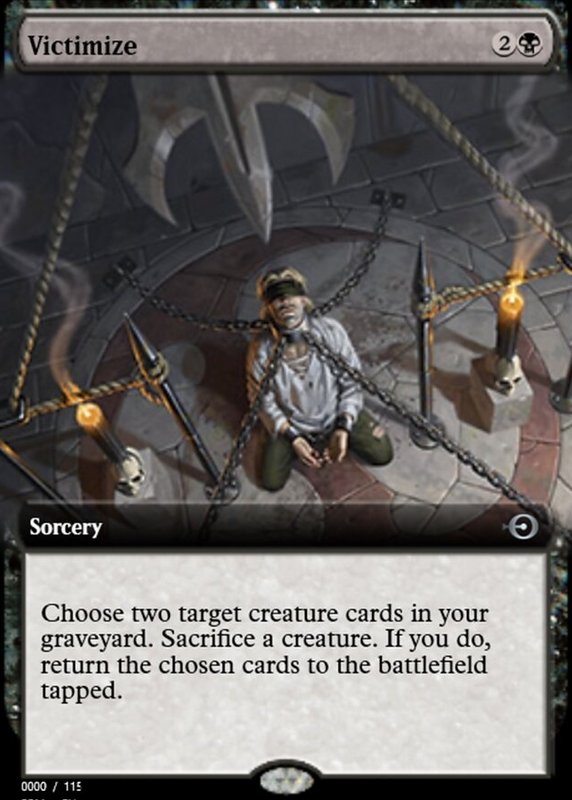 Victimize 2
Sorcery
Choose two target creature cards in your
graveyard. Sacrifice a creature. If you do,
return the chosen cards to the battlefield
tapped.
0000 / 115